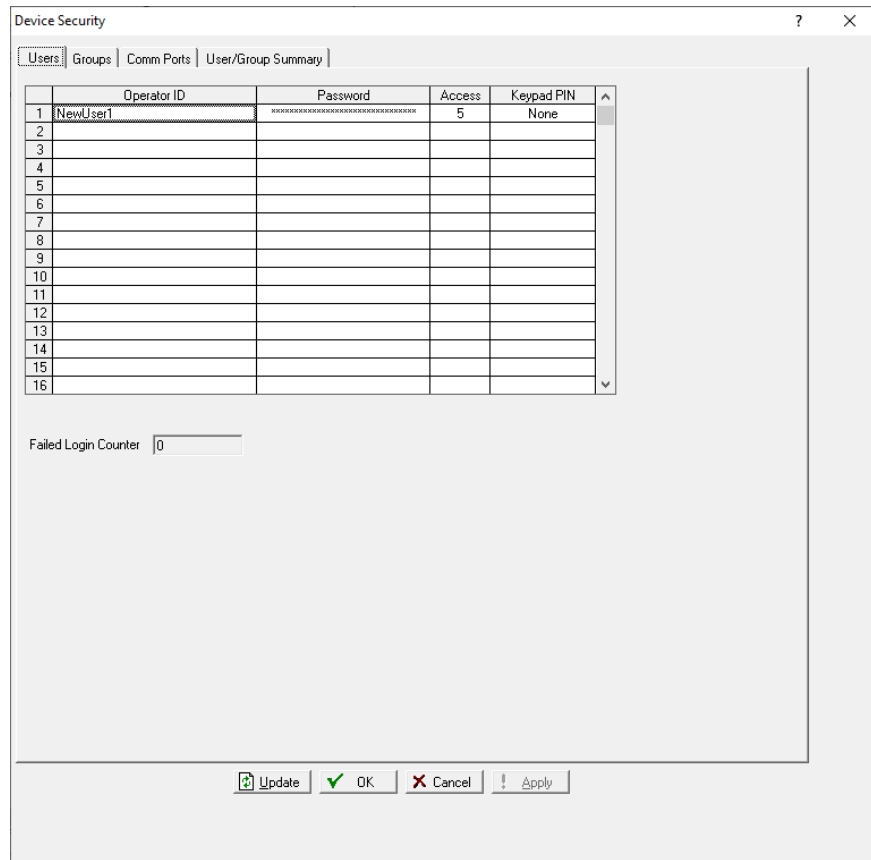 Device Security ? ×
Users Groups Comm Ports User/Group Summary
Operator ID Password Access Keypad PIN
1 NewUser1 ******************************** 5 None
2
3
4
5
6
7
8
9
10
11
12
13
14
15
16
Failed Login Counter 0
Update OK Cancel ! Apply